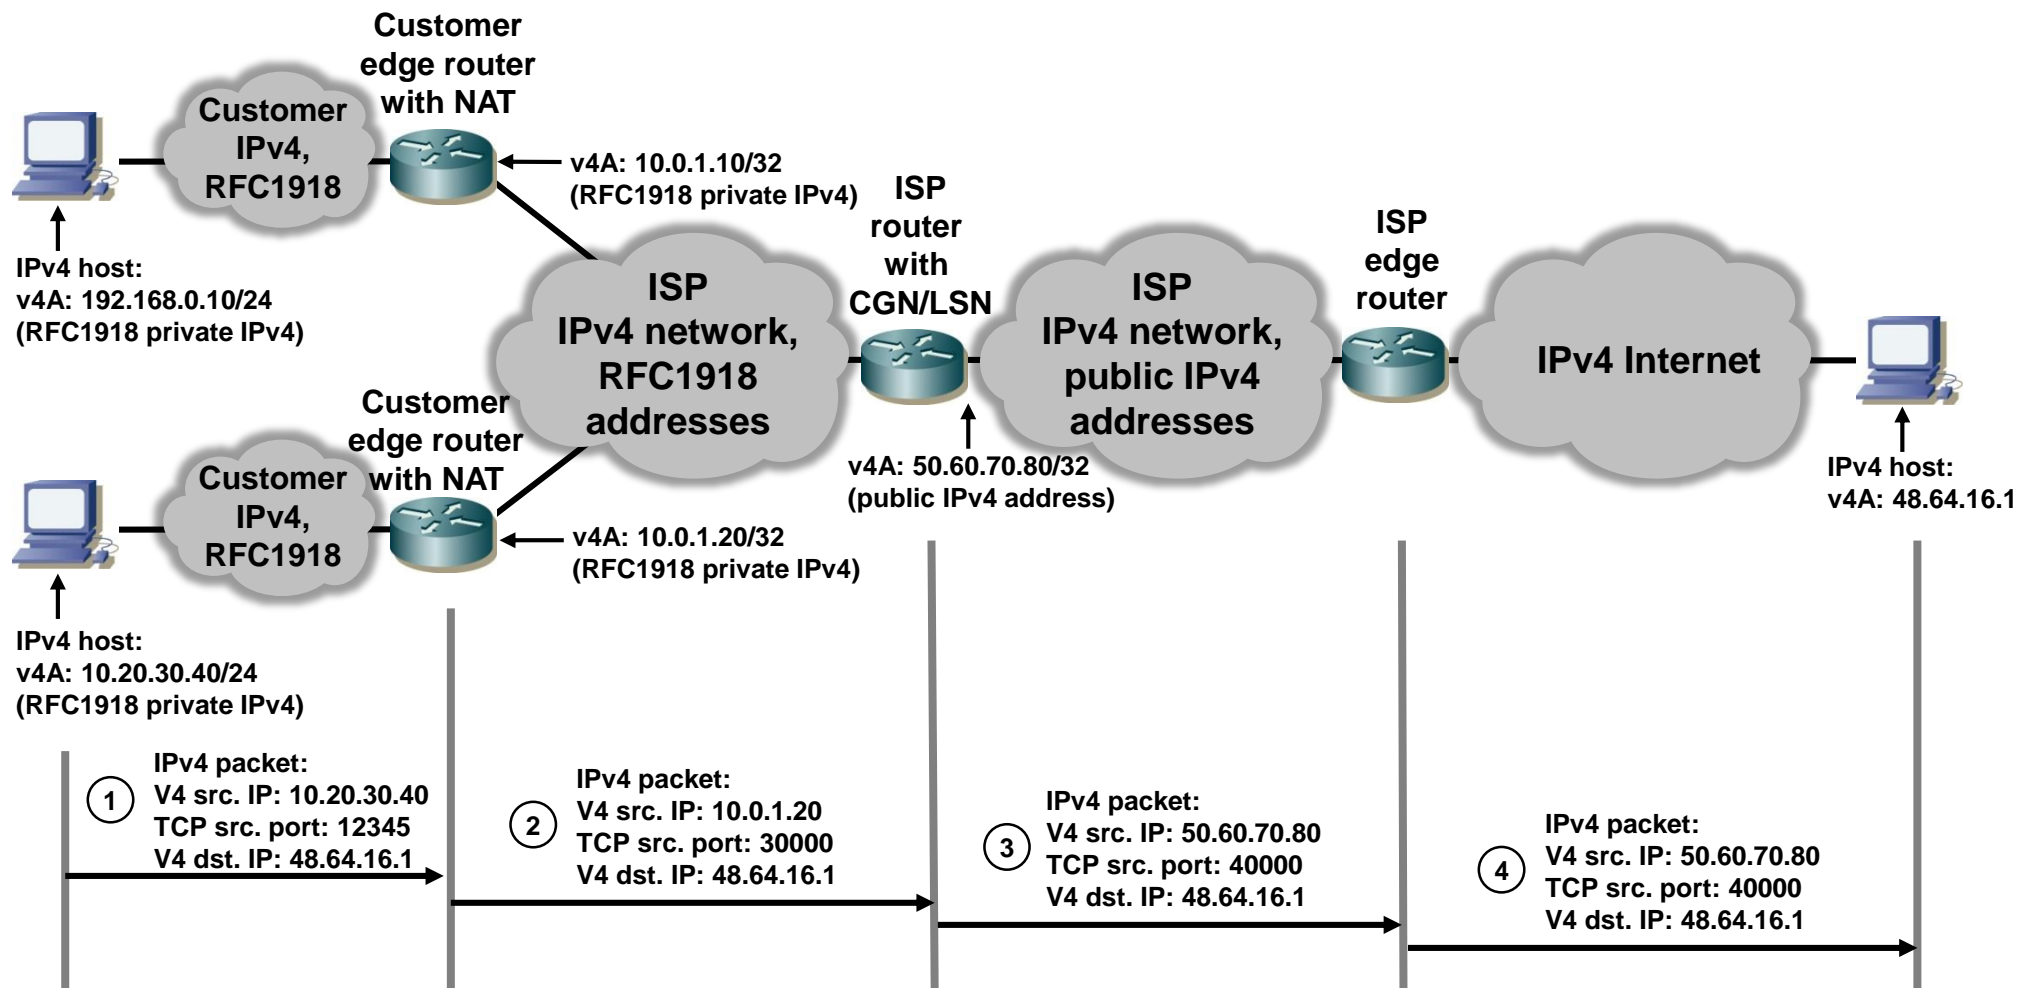 Customer
edge router
with NAT
Customer
IPv4,
RFC1918
v4A: 10.0.1.10/32
(RFC1918 private IPv4)
IPv4 host:
v4A: 192.168.0.10/24
(RFC1918 private IPv4)
ISP
IPv4 network,
RFC1918
addresses
ISP
router
with
CGN/LSN
v4A: 50.60.70.80/32
(public IPv4 address)
ISP
IPv4 network,
public IPv4
addresses
ISP
edge
router
IPv4 Internet
IPv4 host:
v4A: 48.64.16.1
Customer
edge router
with NAT
Customer
IPv4,
RFC1918
v4A: 10.0.1.20/32
(RFC1918 private IPv4)
IPv4 host:
v4A: 10.20.30.40/24
(RFC1918 private IPv4)
1
IPv4 packet:
V4 src. IP: 10.20.30.40
TCP src. port: 12345
V4 dst. IP: 48.64.16.1
2
IPv4 packet:
V4 src. IP: 10.0.1.20
TCP src. port: 30000
V4 dst. IP: 48.64.16.1
3
IPv4 packet:
V4 src. IP: 50.60.70.80
TCP src. port: 40000
V4 dst. IP: 48.64.16.1
4
IPv4 packet:
V4 src. IP: 50.60.70.80
TCP src. port: 40000
V4 dst. IP: 48.64.16.1